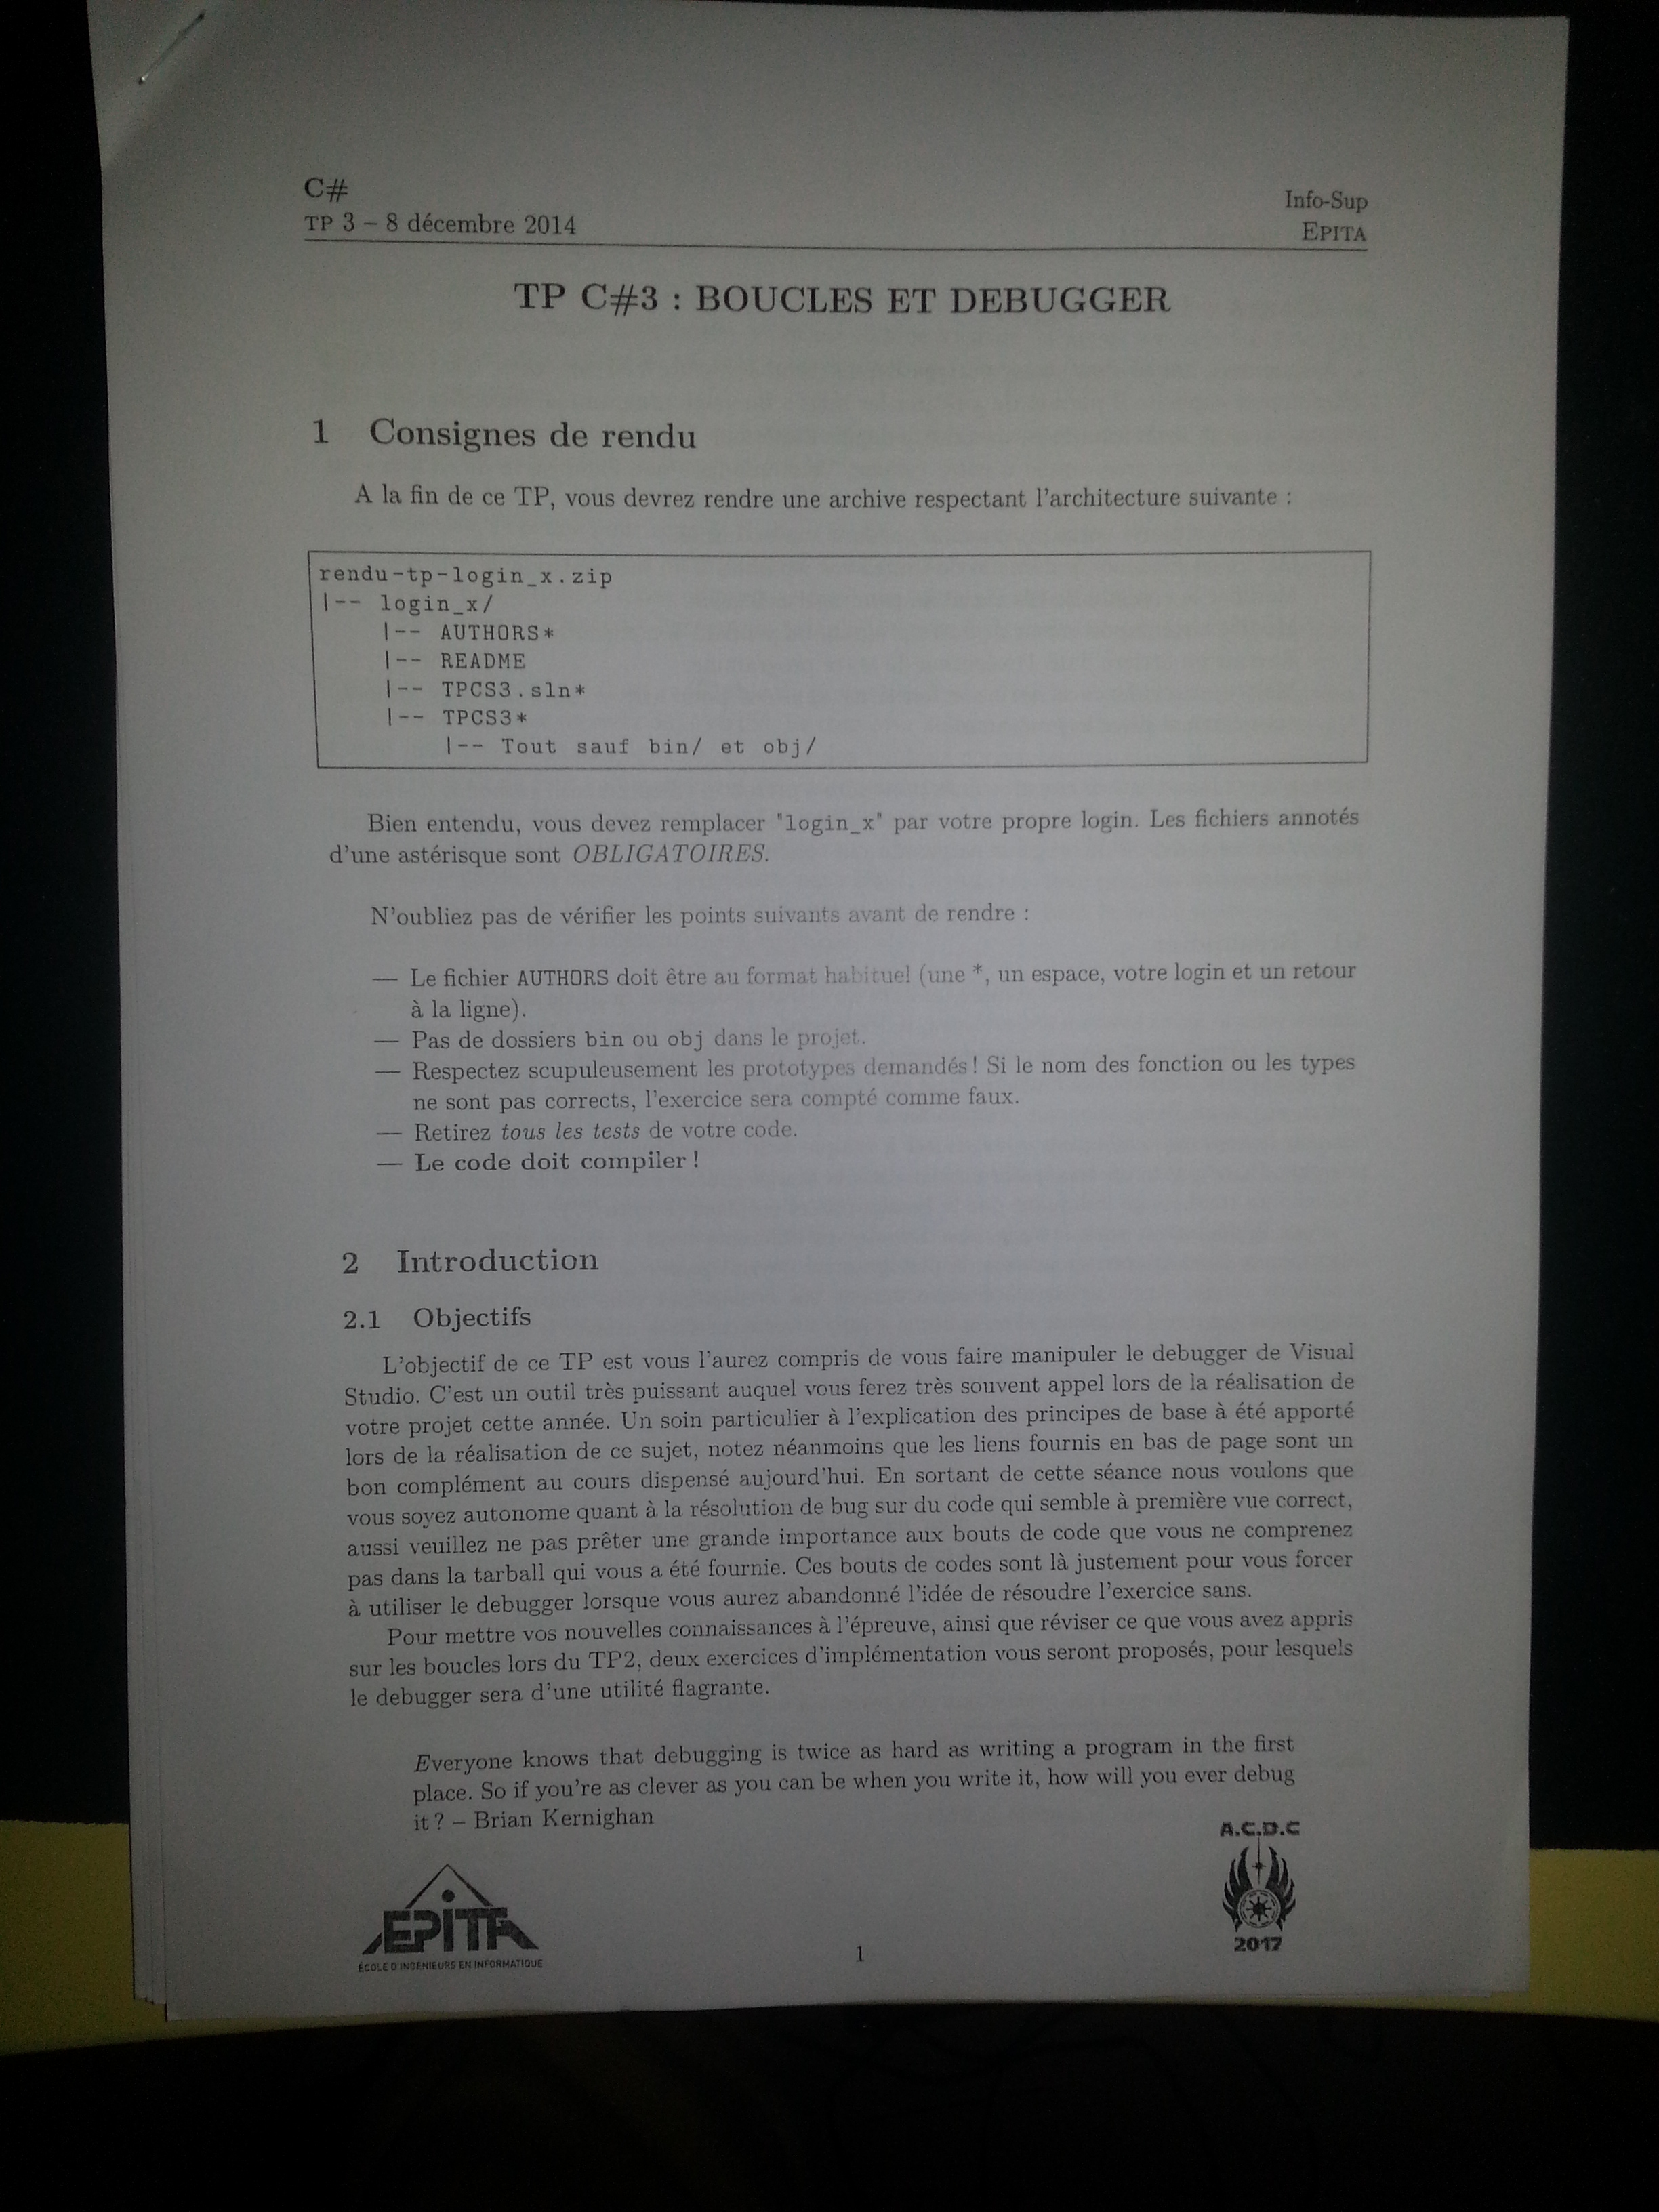 C#
TP 3 – 8 décembre 2014
Info-Sup
EPITA
TP C#3 : BOUCLES ET DEBUGGER
1 Consignes de rendu
A la fin de ce TP, vous devrez rendre une archive respectant l'architecture suivante :
rendu-tp-login_x.zip
|-- login_x/
|-- AUTHORS*
|-- README
|-- TPCS3.sln*
|-- TPCS3*
|-- Tout sauf bin/ et obj/
Bien entendu, vous devez remplacer "login_x" par votre propre login. Les fichiers annotés
d'une astérisque sont OBLIGATOIRES.
N'oubliez pas de vérifier les points suivants avant de rendre :
— Le fichier AUTHORS doit être au format habituel (une *, un espace, votre login et un retour
à la ligne).
— Pas de dossiers bin ou obj dans le projet.
— Respectez scupuleusement les prototypes demandés ! Si le nom des fonction ou les types
ne sont pas corrects, l'exercice sera compté comme faux.
— Retirez tous les tests de votre code.
— Le code doit compiler !
2 Introduction
2.1 Objectifs
L'objectif de ce TP est vous l'aurez compris de vous faire manipuler le debugger de Visual
Studio. C'est un outil très puissant auquel vous ferez très souvent appel lors de la réalisation de
votre projet cette année. Un soin particulier à l'explication des principes de base à été apporté
lors de la réalisation de ce sujet, notez néanmoins que les liens fournis en bas de page sont un
bon complément au cours dispensé aujourd'hui. En sortant de cette séance nous voulons que
vous soyez autonome quant à la résolution de bug sur du code qui semble à première vue correct,
aussi veuillez ne pas prêter une grande importance aux bouts de code que vous ne comprenez
pas dans la tarball qui vous a été fournie. Ces bouts de codes sont là justement pour vous forcer
à utiliser le debugger lorsque vous aurez abandonné l'idée de résoudre l'exercice sans.
Pour mettre vos nouvelles connaissances à l'épreuve, ainsi que réviser ce que vous avez appris
sur les boucles lors du TP2, deux exercices d'implémentation vous seront proposés, pour lesquels
le debugger sera d'une utilité flagrante.
Everyone knows that debugging is twice as hard as writing a program in the first
place. So if you're as clever as you can be when you write it, how will you ever debug
it ? – Brian Kernighan
EPITA
ÉCOLE D'INGÉNIEURS EN INFORMATIQUE
1
A.C.D.C
2017